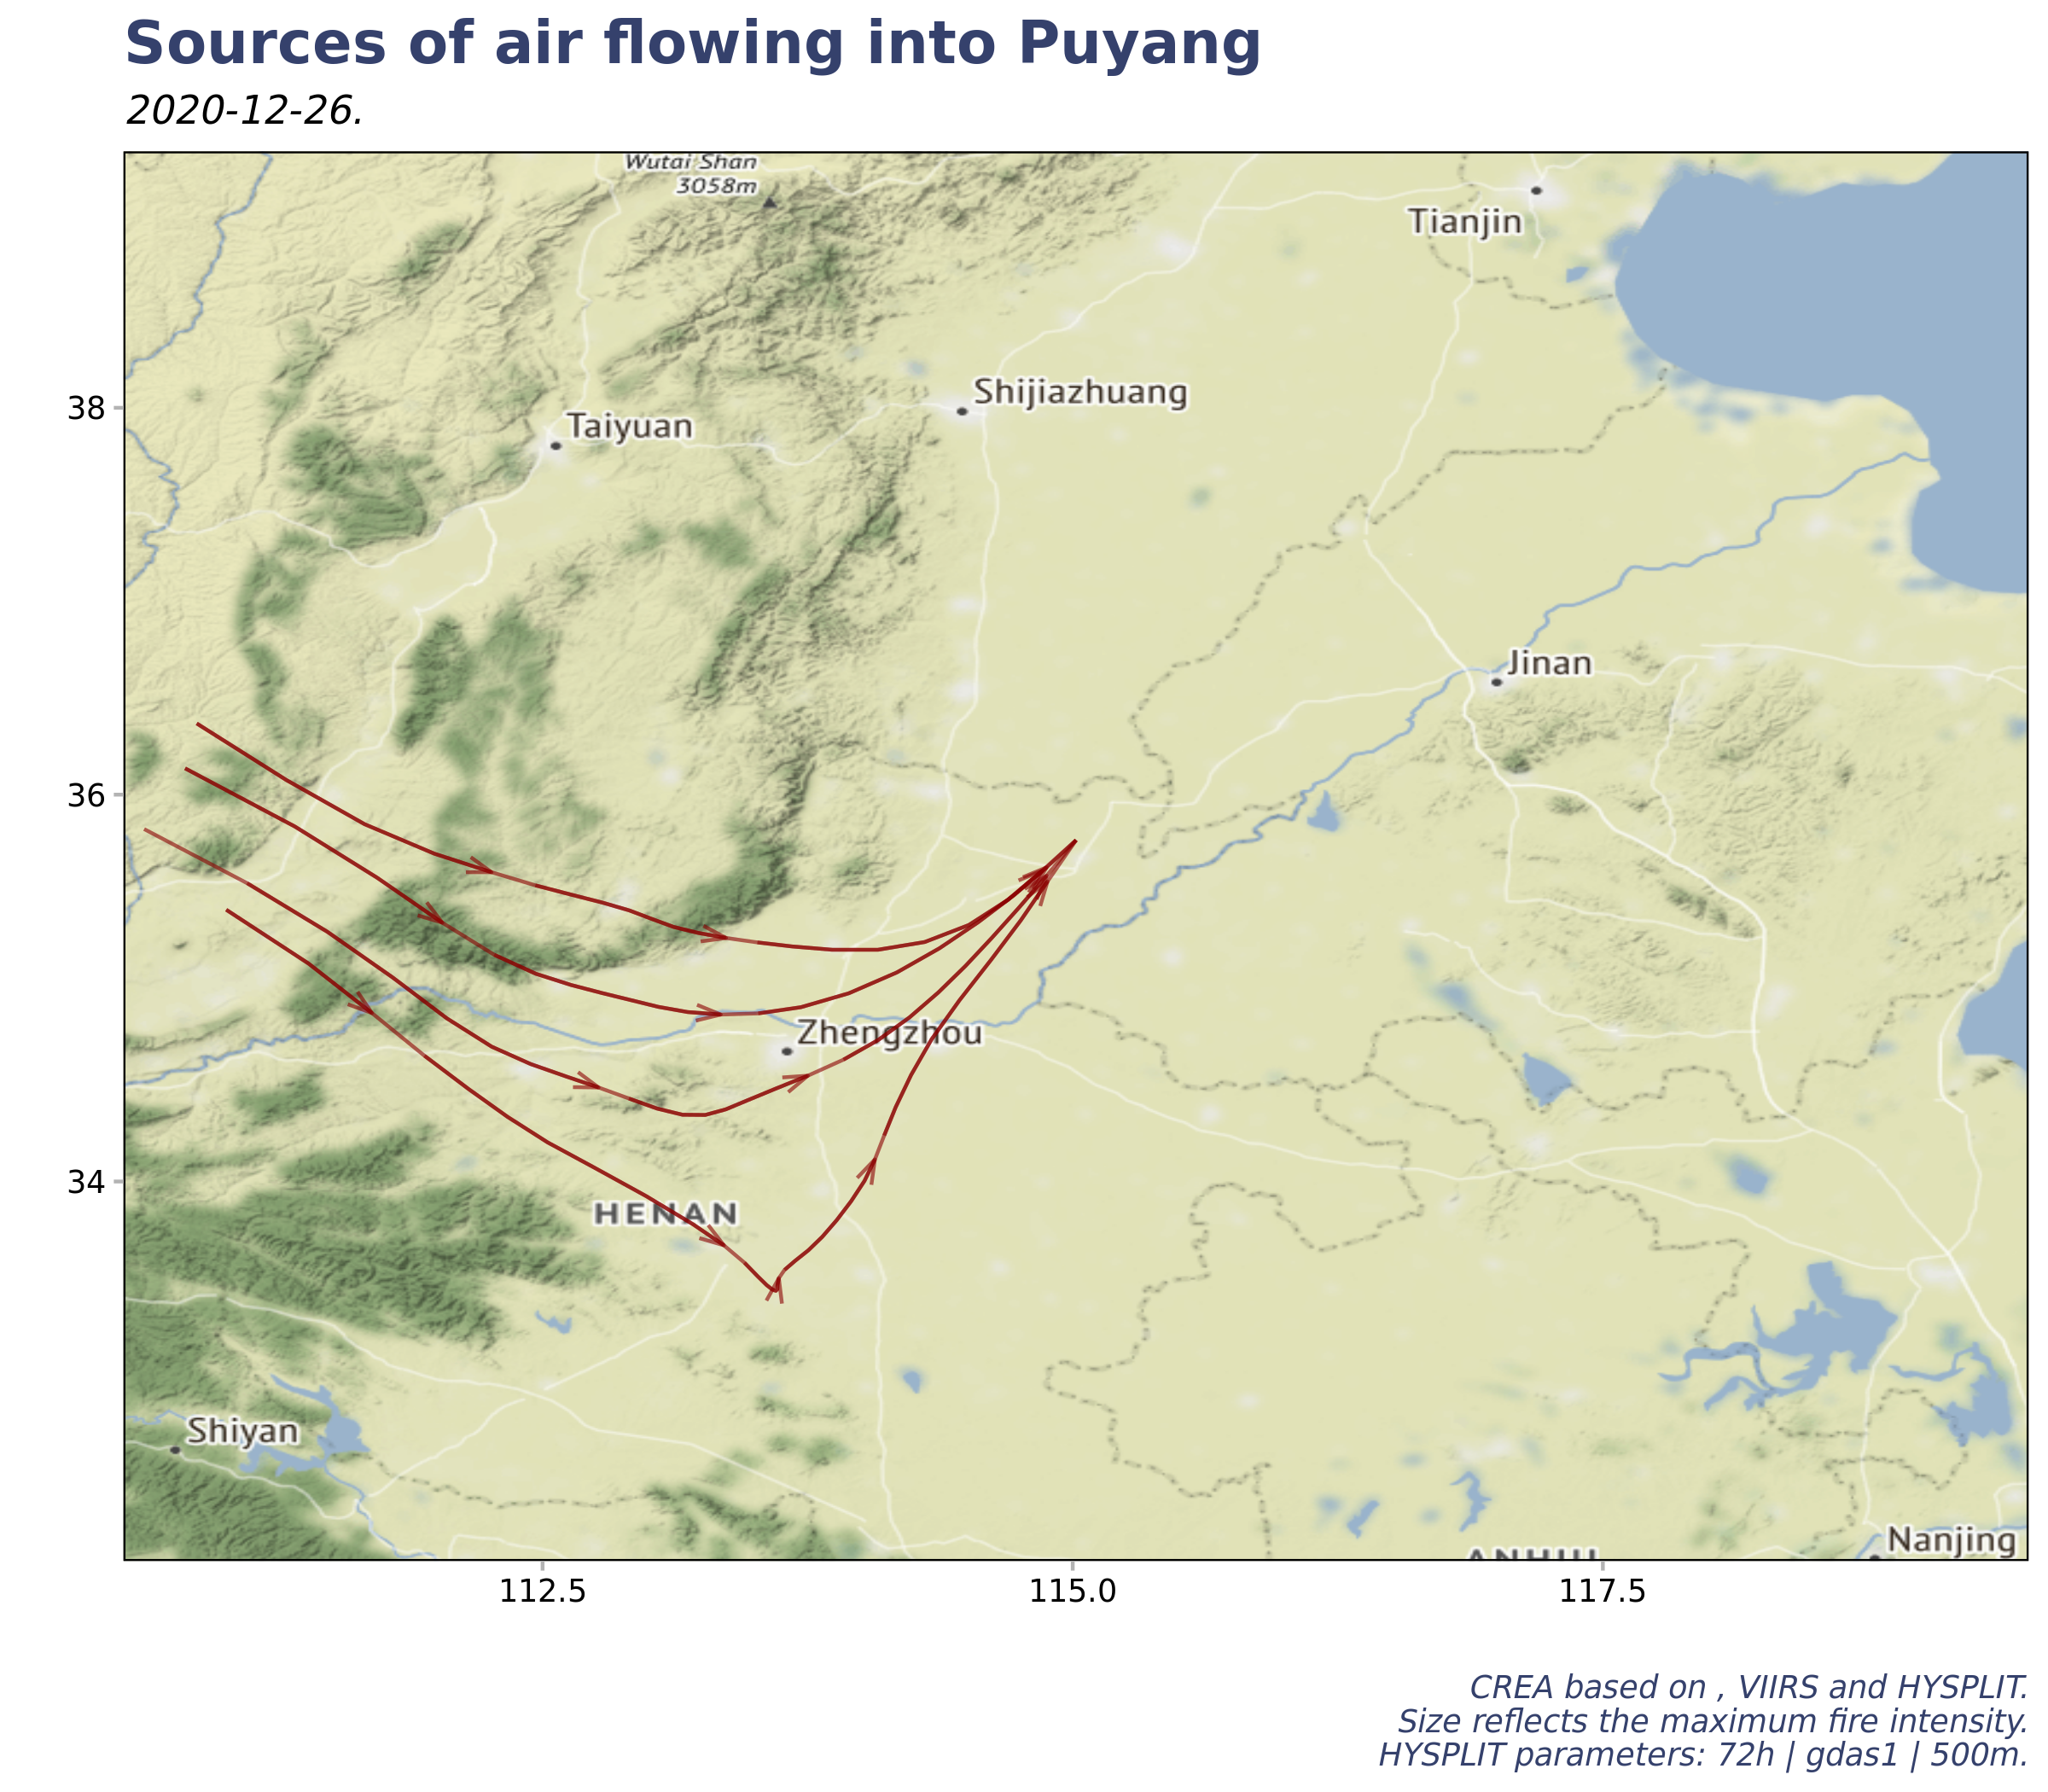 Sources of air flowing into Puyang
2020-12-26.
Wutai Shan
3058m
Tianjin
Shijiazhuang
38
Taiyuan
Jinan
36
Zhengzhou
34
HENAN
Shiyan
Nanjing
ANHUI
112.5
115.0
117.5
CREA based on , VIIRS and HYSPLIT.
Size reflects the maximum fire intensity.
HYSPLIT parameters: 72h | gdas1 | 500m.